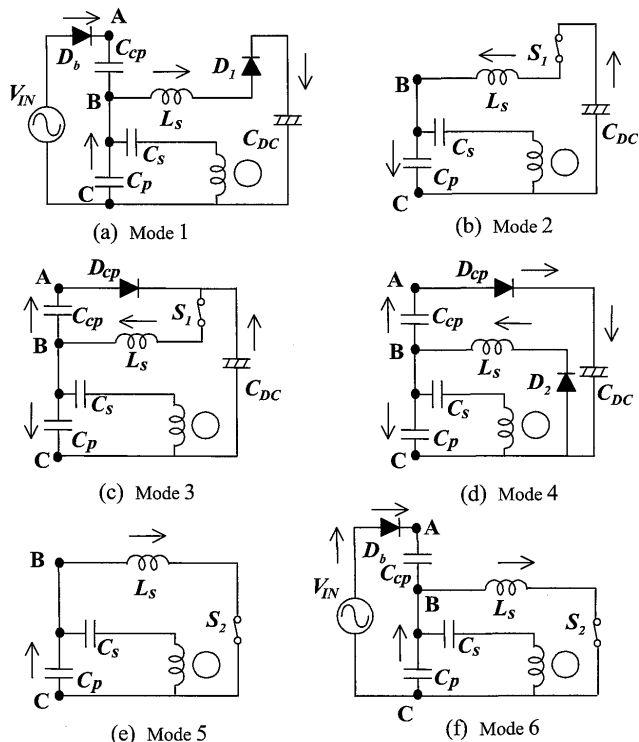 A
D_b
C_cp
D_1
V_IN
B
L_s
C_s
C_DC
C_p
C
(a) Mode 1
S_1
B
L_s
C_DC
C_s
C_p
C
(b) Mode 2
A
D_cp
C_cp
S_1
B
L_s
C_DC
C_s
C_p
C
(c) Mode 3
A
D_cp
C_cp
B
L_s
D_2
C_DC
C_s
C_p
C
(d) Mode 4
B
L_s
S_2
C_s
C_p
C
(e) Mode 5
A
D_b
C_cp
V_IN
B
L_s
S_2
C_s
C_p
C
(f) Mode 6